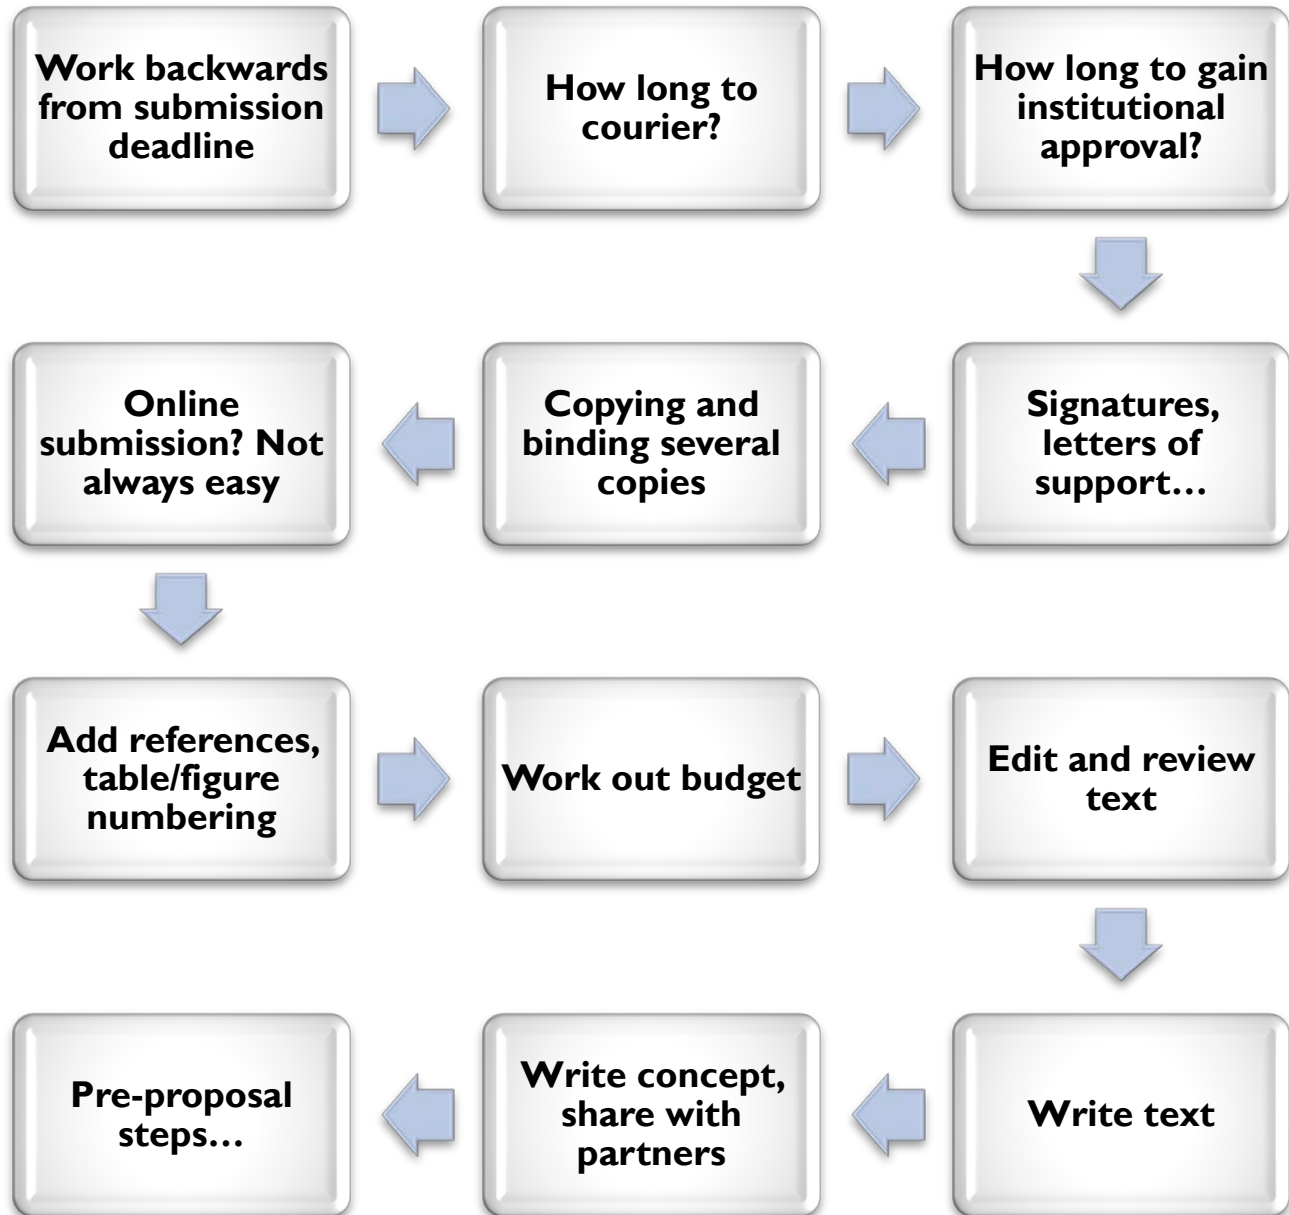 Work backwards
from submission
deadline
How long to
courier?
How long to gain
institutional
approval?
Signatures,
letters of
support…
Copying and
binding several
copies
Online
submission? Not
always easy
Add references,
table/figure
numbering
Work out budget
Edit and review
text
Write text
Write concept,
share with
partners
Pre-proposal
steps…